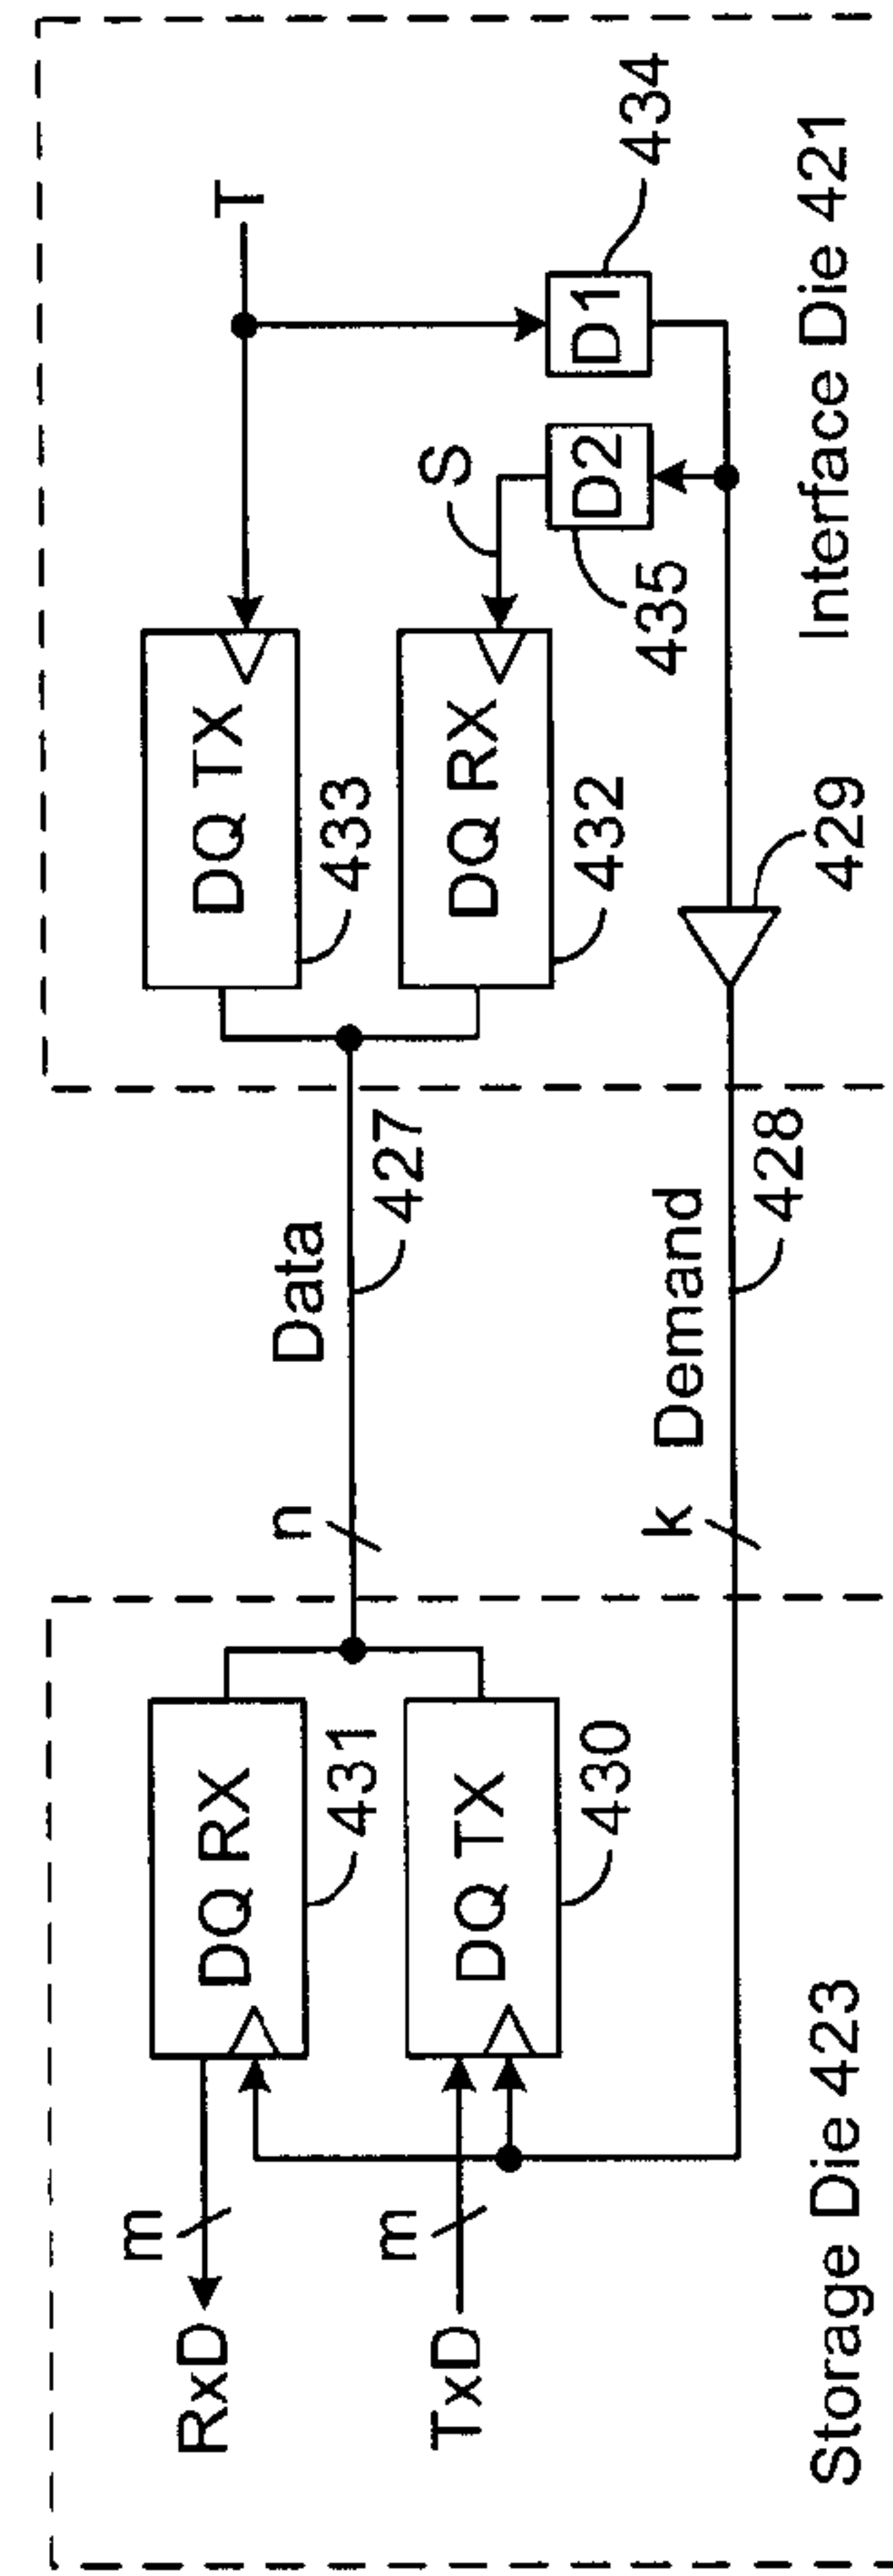 T
DQ TX
433
S
D1
434
DQ RX
432
D2
435
429
Interface Die 421
Data
427
n
Demand
428
k
m
RxD
DQ RX
431
m
TxD
DQ TX
430
Storage Die 423